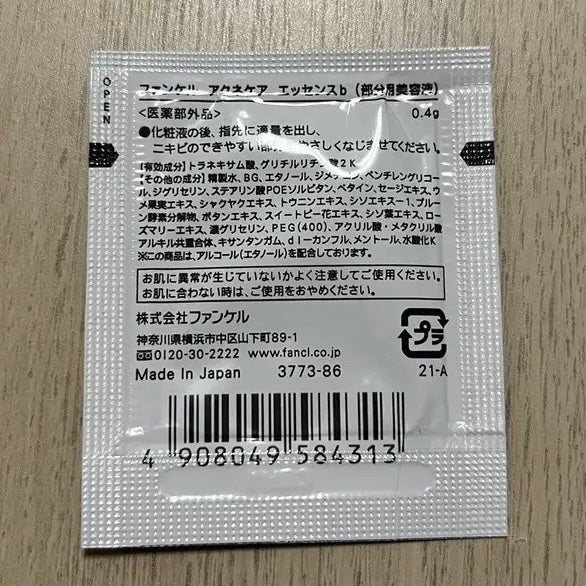 OPEN
ファンケル アクネケア エッセンスb (部分用美容液)
<医薬部外品> 0.4g
●化粧液の後、指先に適量を出し、
ニキビのできやすい部分にやさしくなじませてください。
【有効成分】トラネキサム酸、グリチルリチン酸2K
【その他の成分】精製水、BG、エタノール、ジメチコン、ペンチレングリコー
ル、ジグリセリン、ステアリン酸POEソルビタン、ベタイン、セージエキス、ウ
メ果実エキス、シャクヤクエキス、トウニンエキス、シソエキス-1、プルー
ン酵素分解物、ボタンエキス、スイートピー花エキス、シソ葉エキス、ロー
ズマリーエキス、濃グリセリン、PEG(400)、アクリル酸・メタクリル酸
アルキル共重合体、キサンタンガム、dl-カンフル、メントール、水酸化K
※この商品は、アルコール(エタノール)を配合しております。
お肌に異常が生じていないかよく注意してご使用ください。
お肌に合わない時は、ご使用をおやめください。
株式会社ファンケル
神奈川県横浜市中区山下町89-1
0120-30-2222 www.fancl.co.jp
プラ
Made In Japan 3773-86 21-A
4 908049 584313